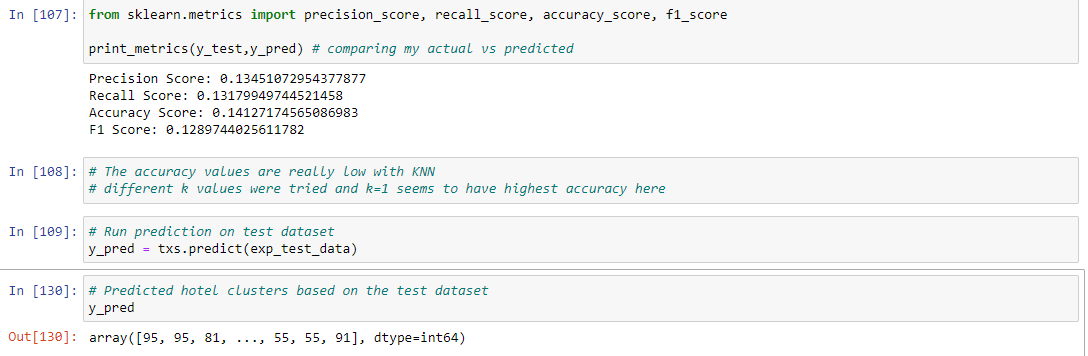 In [107]: from sklearn.metrics import precision_score, recall_score, accuracy_score, f1_score
print_metrics(y_test,y_pred) # comparing my actual vs predicted
Precision Score: 0.13451072954377877
Recall Score: 0.13179949744521458
Accuracy Score: 0.14127174565086983
F1 Score: 0.1289744025611782
In [108]: # The accuracy values are really low with KNN
# different k values were tried and k=1 seems to have highest accuracy here
In [109]: # Run prediction on test dataset
y_pred = txs.predict(exp_test_data)
In [130]: # Predicted hotel clusters based on the test dataset
y_pred
Out[130]: array([95, 95, 81, ..., 55, 55, 91], dtype=int64)